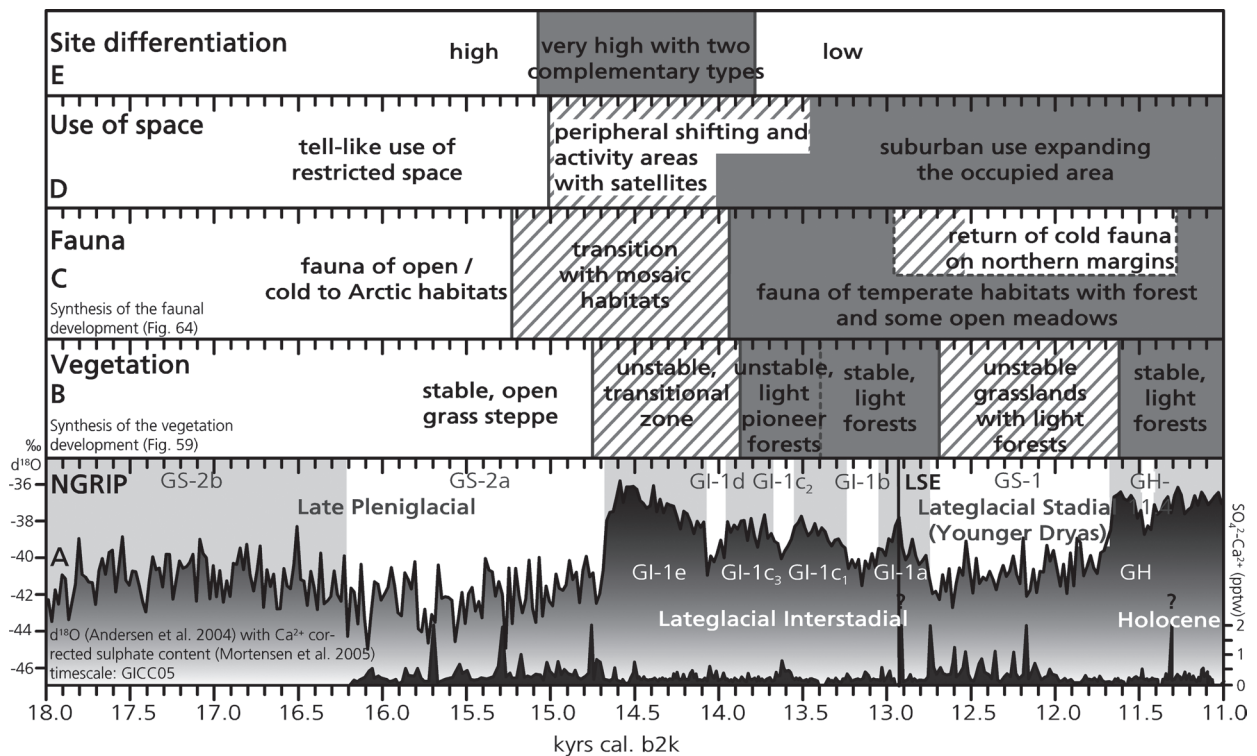 Site differentiation
E
high
very high with two
complementary types
low
Use of space
D
tell-like use of
restricted space
peripheral shifting and
activity areas
with satellites
suburban use expanding
the occupied area
Fauna
C
Synthesis of the faunal
development (Fig. 64)
fauna of open /
cold to Arctic habitats
transition
with mosaic
habitats
return of cold fauna
on northern margins
fauna of temperate habitats with forest
and some open meadows
Vegetation
B
Synthesis of the vegetation
development (Fig. 59)
stable, open
grass steppe
unstable,
transitional
zone
unstable,
light
pioneer
forests
stable,
light
forests
unstable
grasslands
with light
forests
stable,
light
forests
‰
d¹⁸O
-36
-38
-40
-42
-44
-46
NGRIP
A
GS-2b
GS-2a
GI-1d
GI-1c₂
GI-1b
LSE
GS-1
GH-
11.4
Late Pleniglacial
Lateglacial Stadial
(Younger Dryas)
GI-1e
GI-1c₃
GI-1c₁
GI-1a
GH
?
?
Lateglacial Interstadial
Holocene
d¹⁸O (Andersen et al. 2004) with Ca²⁺ cor-
rected sulphate content (Mortensen et al. 2005)
timescale: GICC05
SO₄²-Ca²⁺ (pptw)
2
1
0
18.0 17.5 17.0 16.5 16.0 15.5 15.0 14.5 14.0 13.5 13.0 12.5 12.0 11.5 11.0
kyrs cal. b2k